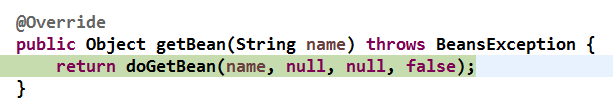 @Override
public Object getBean(String name) throws BeansException {
    return doGetBean(name, null, null, false);
}